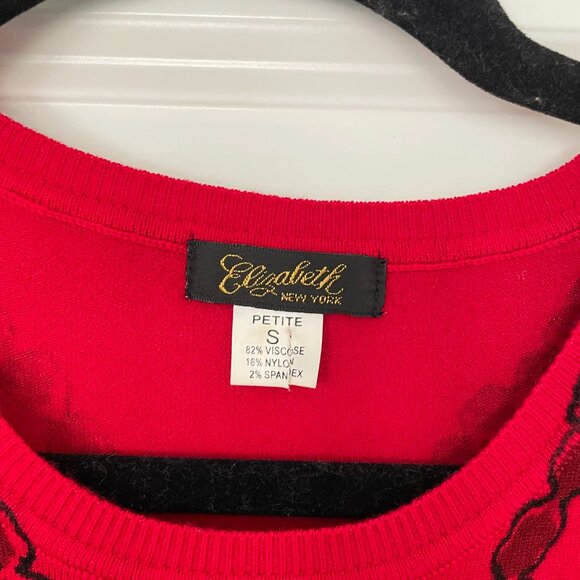 Elizabeth
NEW YORK
PETITE
S
82% VISCOSE
16% NYLON
2% SPANDEX